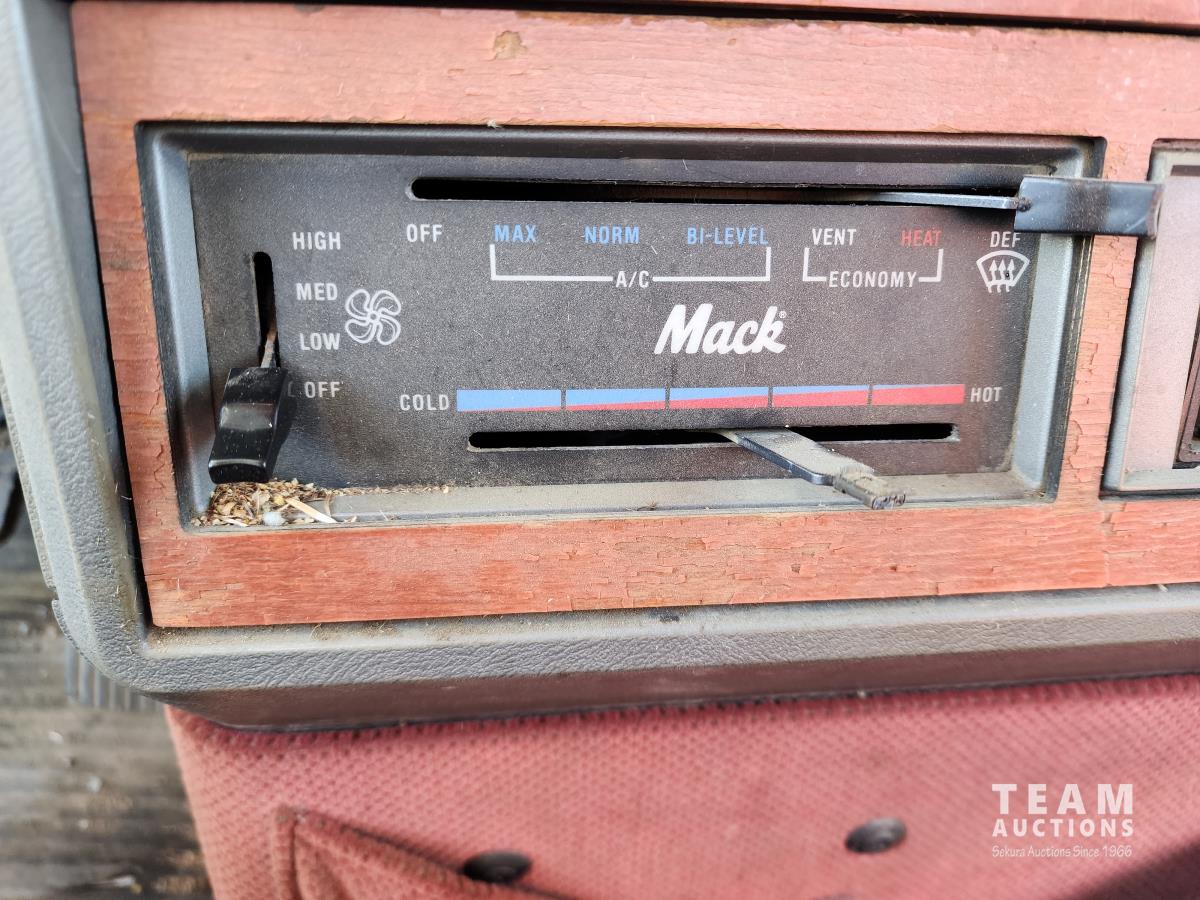 OFF MAX NORM BI-LEVEL VENT HEAT DEF
A/C ECONOMY
HIGH
MED
LOW
OFF
Mack®
COLD HOT
TEAM
AUCTIONS
Sekura Auctions Since 1966